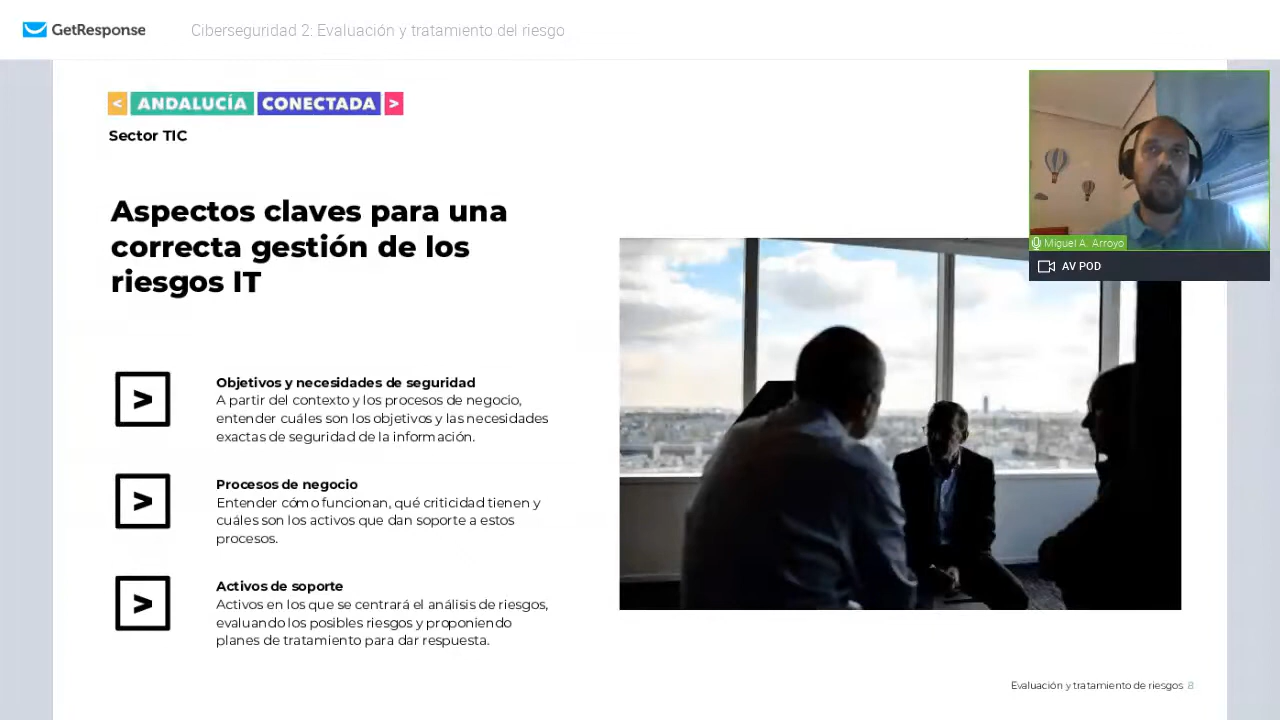 GetResponse
Ciberseguridad 2: Evaluación y tratamiento del riesgo
< ANDALUCÍA CONECTADA >
Sector TIC
Aspectos claves para una
correcta gestión de los
riesgos IT
Miguel A. Arroyo
AV POD
>
Objetivos y necesidades de seguridad
A partir del contexto y los procesos de negocio,
entender cuáles son los objetivos y las necesidades
exactas de seguridad de la información.
>
Procesos de negocio
Entender cómo funcionan, qué criticidad tienen y
cuáles son los activos que dan soporte a estos
procesos.
>
Activos de soporte
Activos en los que se centrará el análisis de riesgos,
evaluando los posibles riesgos y proponiendo
planes de tratamiento para dar respuesta.
Evaluación y tratamiento de riesgos 8